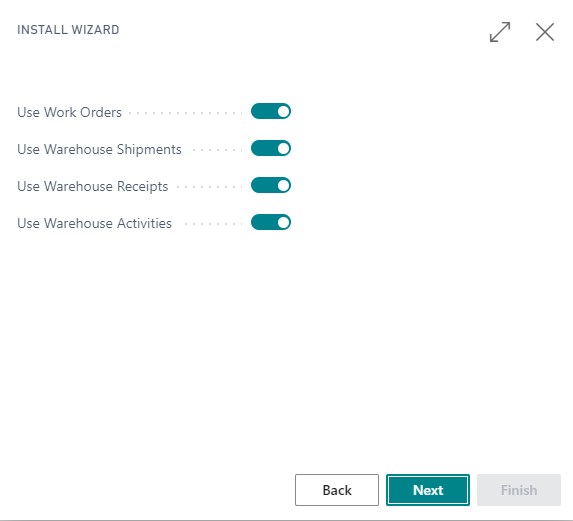 INSTALL WIZARD
Use Work Orders
Use Warehouse Shipments
Use Warehouse Receipts
Use Warehouse Activities
Back Next Finish